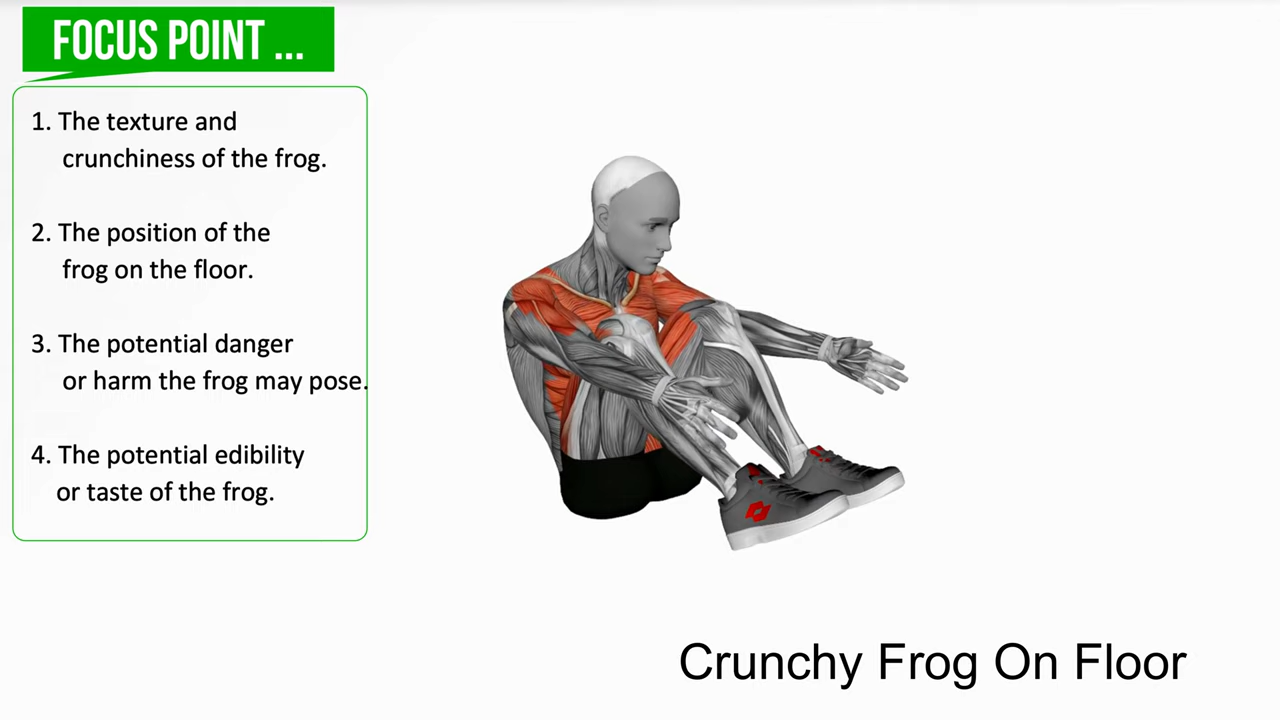 FOCUS POINT ...
1. The texture and
crunchiness of the frog.
2. The position of the
frog on the floor.
3. The potential danger
or harm the frog may pose.
4. The potential edibility
or taste of the frog.
Crunchy Frog On Floor